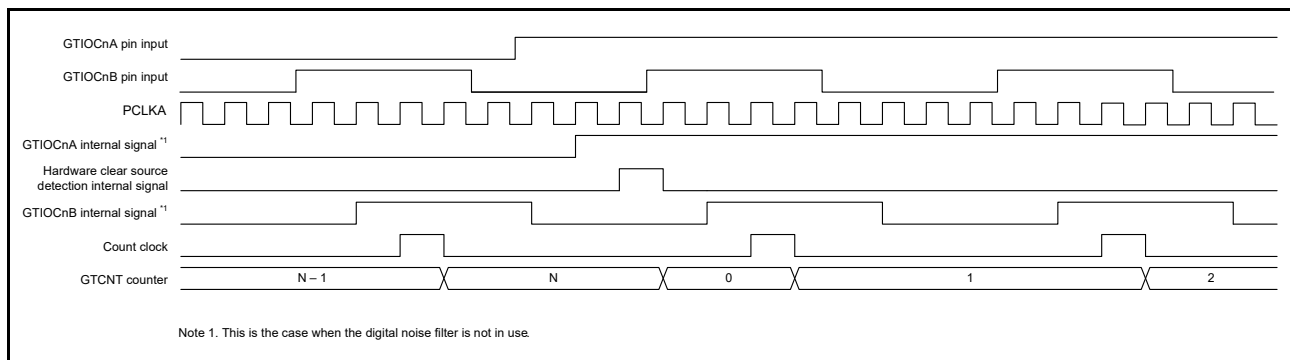 GTIOCnA pin input
GTIOCnB pin input
PCLKA
GTIOCnA internal signal *1
Hardware clear source
detection internal signal
GTIOCnB internal signal *1
Count clock
GTCNT counter
N – 1
N
0
1
2
Note 1. This is the case when the digital noise filter is not in use.